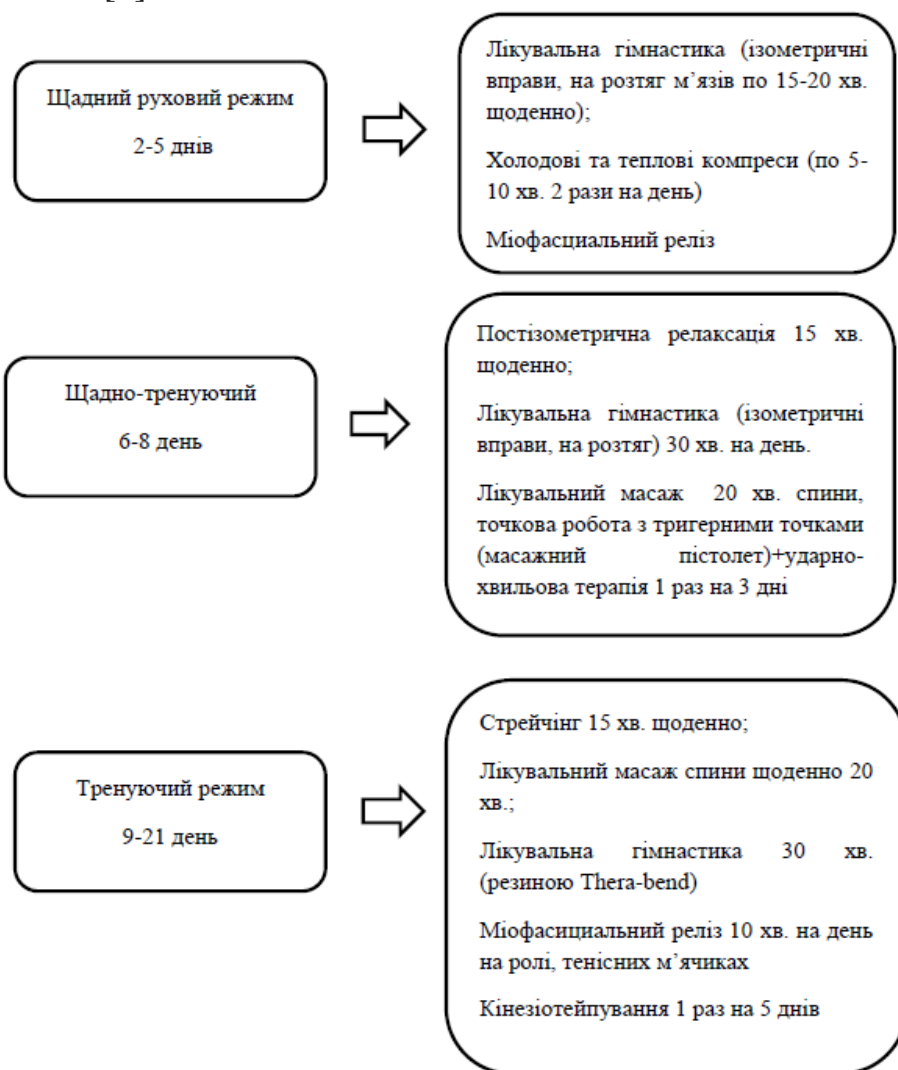 Щадний руховий режим
2-5 днів
Лікувальна гімнастика (ізометричні
вправи, на розтяг м’язів по 15-20 хв.
щоденно);
Холодові та теплові компреси (по 5-
10 хв. 2 рази на день)
Міофасциальний реліз
Щадно-тренуючий
6-8 день
Постізометрична релаксація 15 хв.
щоденно;
Лікувальна гімнастика (ізометричні
вправи, на розтяг) 30 хв. на день.
Лікувальний масаж 20 хв. спини,
точкова робота з тригерними точками
(масажний пістолет)+ударно-
хвильова терапія 1 раз на 3 дні
Тренуючий режим
9-21 день
Стрейчінг 15 хв. щоденно;
Лікувальний масаж спини щоденно 20
хв.;
Лікувальна гімнастика 30 хв.
(резиною Thera-bend)
Міофасициальний реліз 10 хв. на день
на ролі, тенісних м’ячиках
Кінезіотейпування 1 раз на 5 днів